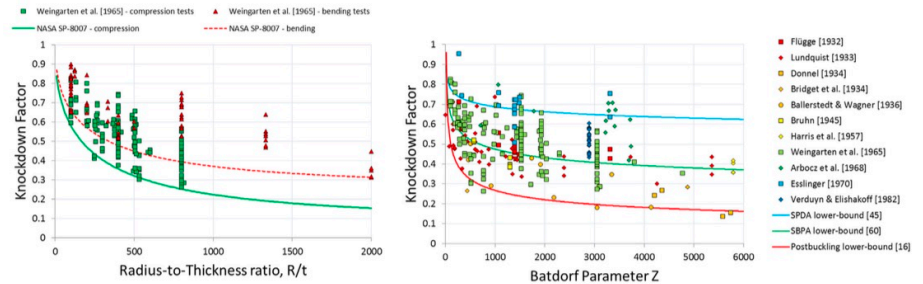 Weingarten et al. [1965] - compression tests
Weingarten et al. [1965] - bending tests
NASA SP-8007 - compression
NASA SP-8007 - bending
1
0.9
0.8
0.7
0.6
0.5
0.4
0.3
0.2
0.1
0
Knockdown Factor
0
500
1000
1500
2000
Radius-to-Thickness ratio, R/t
1
0.9
0.8
0.7
0.6
0.5
0.4
0.3
0.2
0.1
0
Knockdown Factor
0
1000
2000
3000
4000
5000
6000
Batdorf Parameter Z
Flügge [1932]
Lundquist [1933]
Donnel [1934]
Bridget et al. [1934]
Ballerstedt & Wagner [1936]
Bruhn [1945]
Harris et al. [1957]
Weingarten et al. [1965]
Arbocz et al. [1968]
Esslinger [1970]
Verduyn & Elishakoff [1982]
SPDA lower-bound [45]
SBPA lower-bound [60]
Postbuckling lower-bound [16]